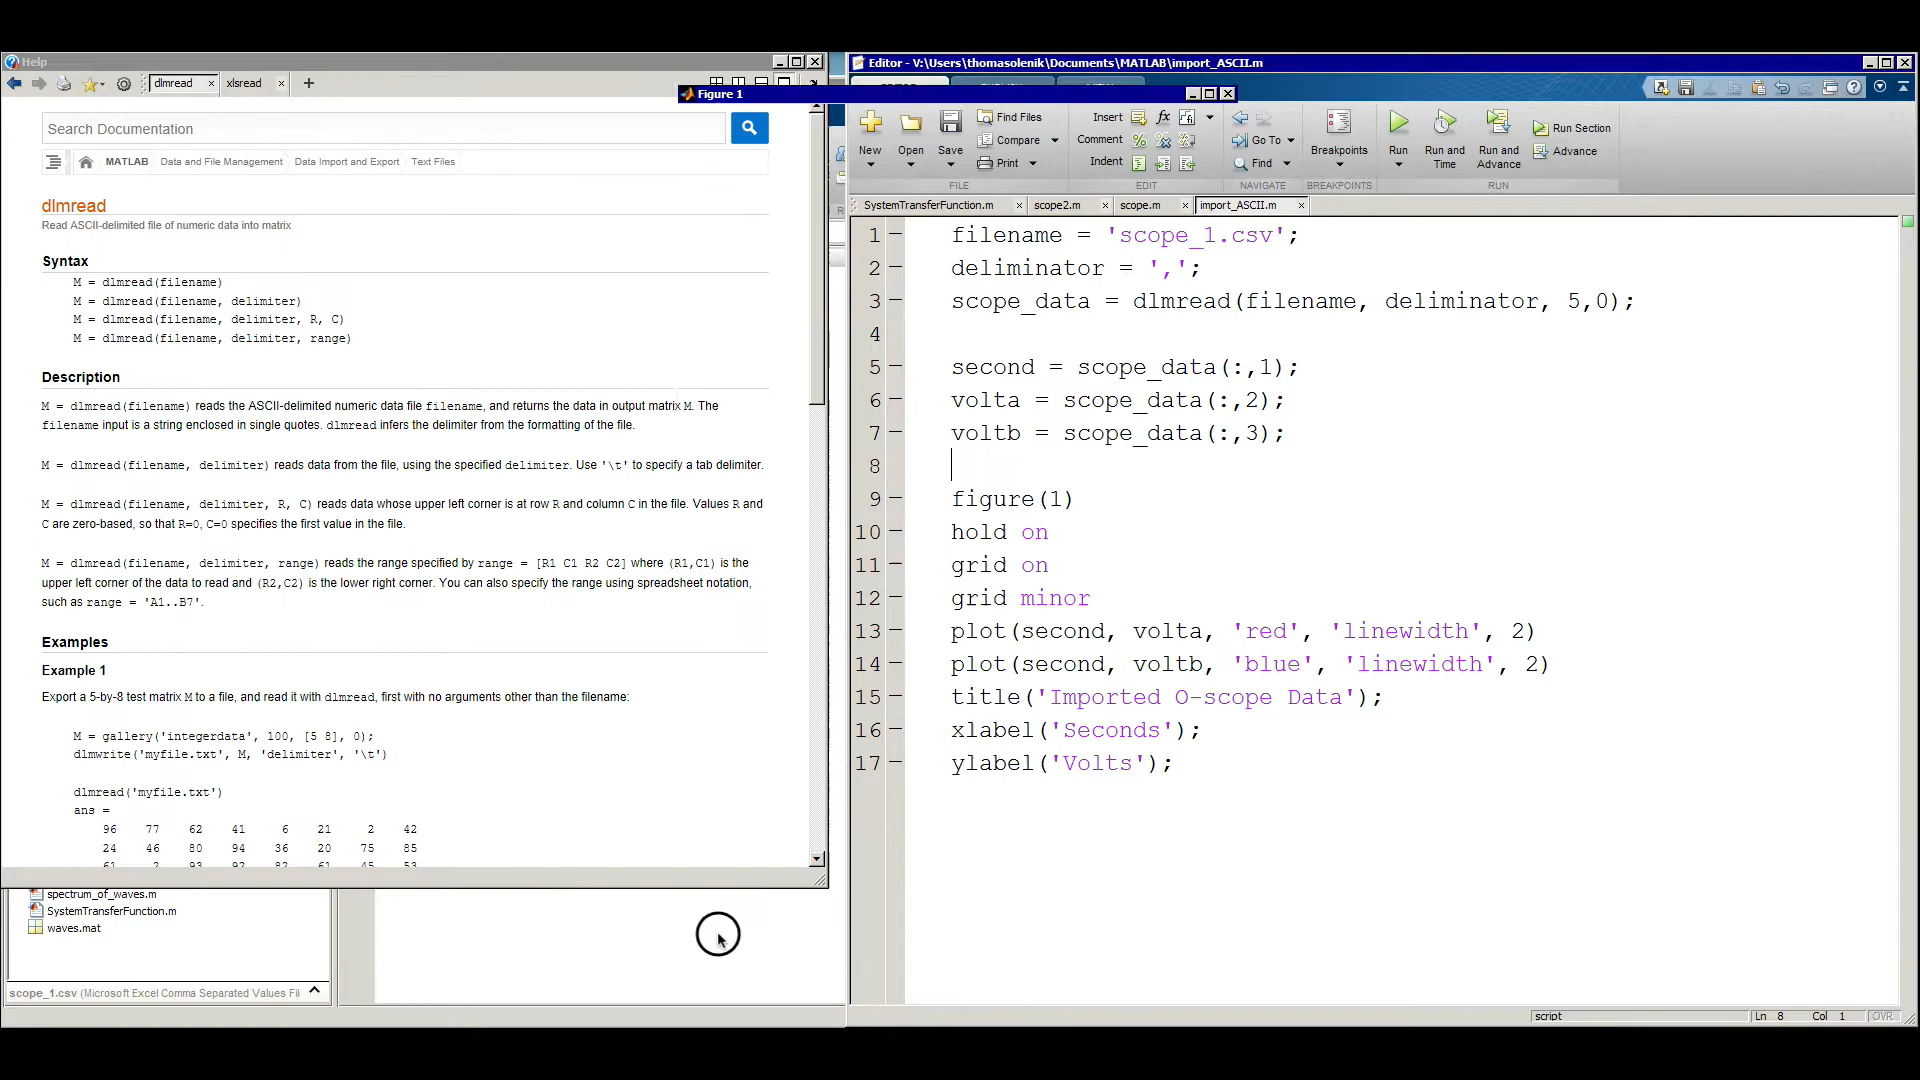 Help
dlmread
xlsread
Search Documentation
MATLAB Data and File Management Data Import and Export Text Files
dlmread
Read ASCII-delimited file of numeric data into matrix
Syntax
M = dlmread(filename)
M = dlmread(filename, delimiter)
M = dlmread(filename, delimiter, R, C)
M = dlmread(filename, delimiter, range)
Description
M = dlmread(filename) reads the ASCII-delimited numeric data file filename, and returns the data in output matrix M. The
filename input is a string enclosed in single quotes. dlmread infers the delimiter from the formatting of the file.
M = dlmread(filename, delimiter) reads data from the file, using the specified delimiter. Use '\t' to specify a tab delimiter.
M = dlmread(filename, delimiter, R, C) reads data whose upper left corner is at row R and column C in the file. Values R and
C are zero-based, so that R=0, C=0 specifies the first value in the file.
M = dlmread(filename, delimiter, range) reads the range specified by range = [R1 C1 R2 C2] where (R1,C1) is the
upper left corner of the data to read and (R2,C2) is the lower right corner. You can also specify the range using spreadsheet notation,
such as range = 'A1..B7'.
Examples
Example 1
Export a 5-by-8 test matrix M to a file, and read it with dlmread, first with no arguments other than the filename:
M = gallery('integerdata', 100, [5 8], 0);
dlmwrite('myfile.txt', M, 'delimiter', '\t')
dlmread('myfile.txt')
ans =
96 77 62 41 6 21 2 42
24 46 80 94 36 20 75 85
61 2 93 92 82 61 45 53
spectrum_of_waves.m
SystemTransferFunction.m
waves.mat
scope_1.csv (Microsoft Excel Comma Separated Values Fil
Figure 1
Editor - V:\Users\thomasolenik\Documents\MATLAB\import_ASCII.m
New
Open
Save
Find Files
Compare
Print
FILE
Insert
Comment
Indent
EDIT
Go To
Find
NAVIGATE
Breakpoints
BREAKPOINTS
Run
Run and Time
Run and Advance
Run Section
Advance
RUN
SystemTransferFunction.m scope2.m scope.m import_ASCII.m
1 filename = 'scope_1.csv';
2 deliminator = ',';
3 scope_data = dlmread(filename, deliminator, 5,0);
4
5 second = scope_data(:,1);
6 volta = scope_data(:,2);
7 voltb = scope_data(:,3);
8
9 figure(1)
10 hold on
11 grid on
12 grid minor
13 plot(second, volta, 'red', 'linewidth', 2)
14 plot(second, voltb, 'blue', 'linewidth', 2)
15 title('Imported O-scope Data');
16 xlabel('Seconds');
17 ylabel('Volts');
script
Ln 8 Col 1
OVR